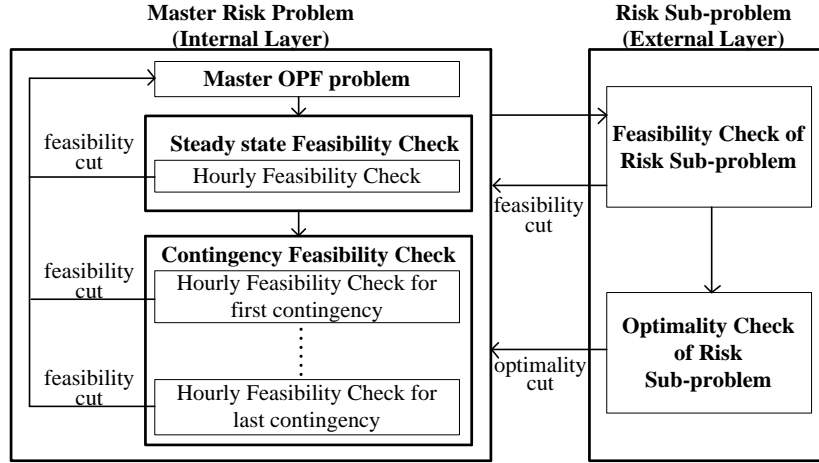 Master Risk Problem
(Internal Layer)
Risk Sub-problem
(External Layer)
Master OPF problem
feasibility
cut
Steady state Feasibility Check
Hourly Feasibility Check
Feasibility Check of
Risk Sub-problem
feasibility
cut
Contingency Feasibility Check
feasibility
cut
Hourly Feasibility Check for
first contingency
Optimality Check
of Risk
Sub-problem
optimality
cut
feasibility
cut
Hourly Feasibility Check for
last contingency